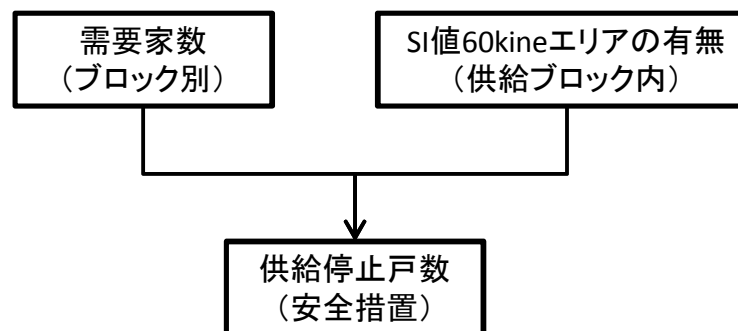 需要家数
（ブロック別）
SI値60kineエリアの有無
（供給ブロック内）
供給停止戸数
（安全措置）